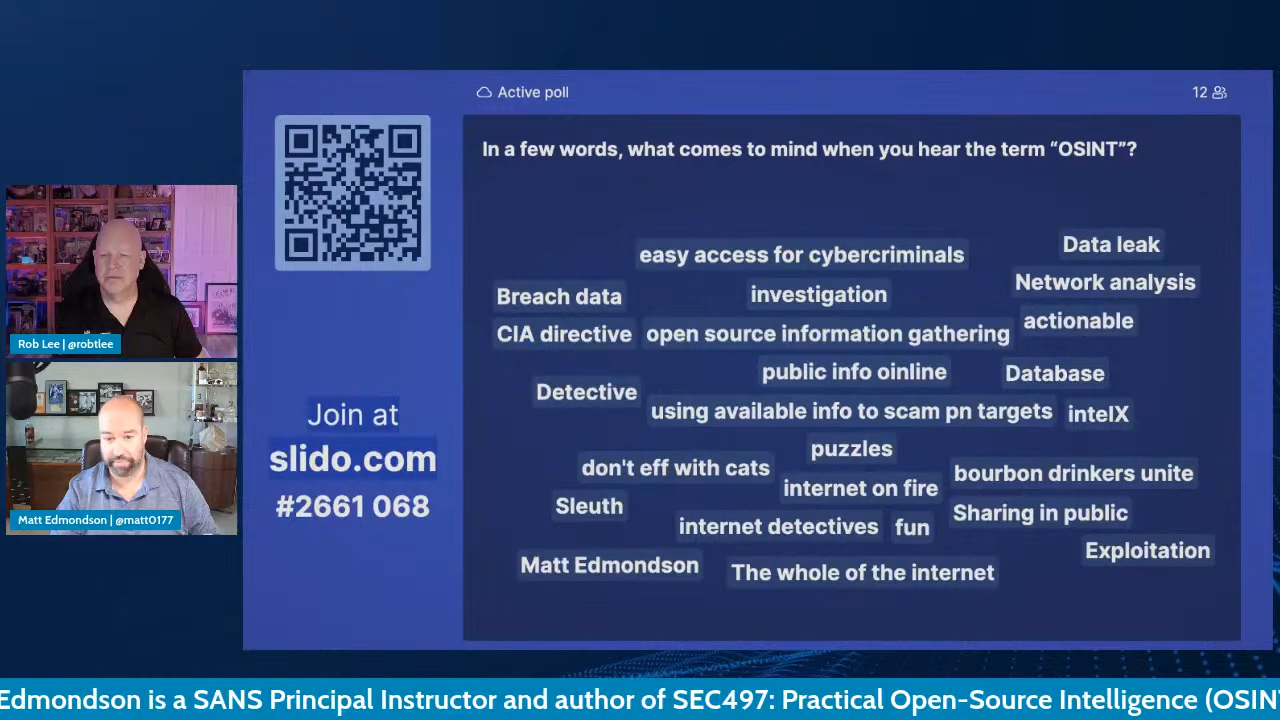 Active poll
12
In a few words, what comes to mind when you hear the term “OSINT”?
easy access for cybercriminals
Data leak
Breach data
investigation
Network analysis
CIA directive
open source information gathering
actionable
public info oinline
Database
Detective
using available info to scam pn targets
intelX
puzzles
don't eff with cats
bourbon drinkers unite
internet on fire
Sleuth
Sharing in public
internet detectives
fun
Exploitation
Matt Edmondson
The whole of the internet
Join at
slido.com
#2661 068
Rob Lee | @robtlee
Matt Edmondson | @matt0177
Edmondson is a SANS Principal Instructor and author of SEC497: Practical Open-Source Intelligence (OSINT